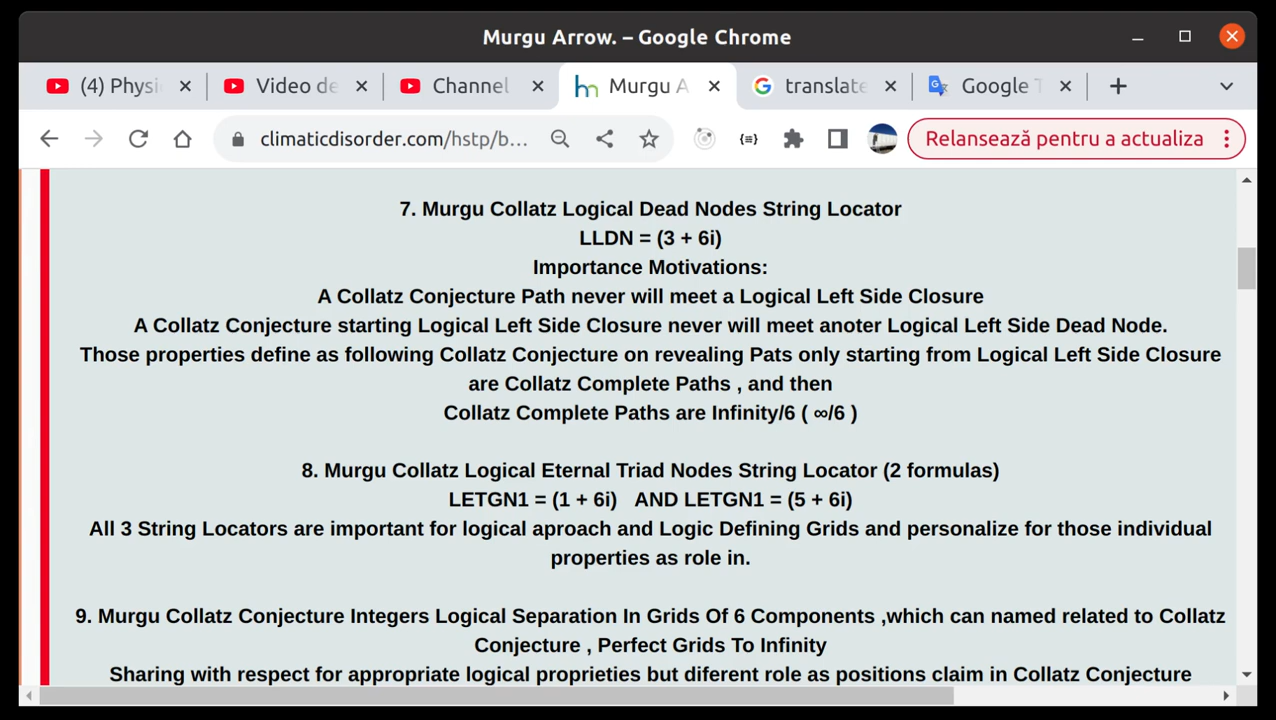 Murgu Arrow. – Google Chrome
(4) Physi Video de Channel Murgu A translate Google T
climaticdisorder.com/hstp/b... Relansează pentru a actualiza
7. Murgu Collatz Logical Dead Nodes String Locator
LLDN = (3 + 6i)
Importance Motivations:
A Collatz Conjecture Path never will meet a Logical Left Side Closure
A Collatz Conjecture starting Logical Left Side Closure never will meet anoter Logical Left Side Dead Node.
Those properties define as following Collatz Conjecture on revealing Pats only starting from Logical Left Side Closure
are Collatz Complete Paths , and then
Collatz Complete Paths are Infinity/6 ( ∞/6 )
8. Murgu Collatz Logical Eternal Triad Nodes String Locator (2 formulas)
LETGN1 = (1 + 6i) AND LETGN1 = (5 + 6i)
All 3 String Locators are important for logical aproach and Logic Defining Grids and personalize for those individual
properties as role in.
9. Murgu Collatz Conjecture Integers Logical Separation In Grids Of 6 Components ,which can named related to Collatz
Conjecture , Perfect Grids To Infinity
Sharing with respect for appropriate logical proprieties but diferent role as positions claim in Collatz Conjecture